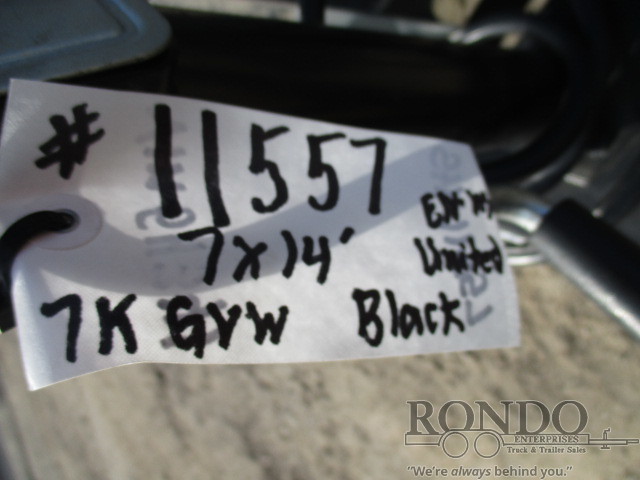 # 11557
7x14' United
7K GVW Black
RONDO
ENTERPRISES
Truck & Trailer Sales
"We're always behind you."